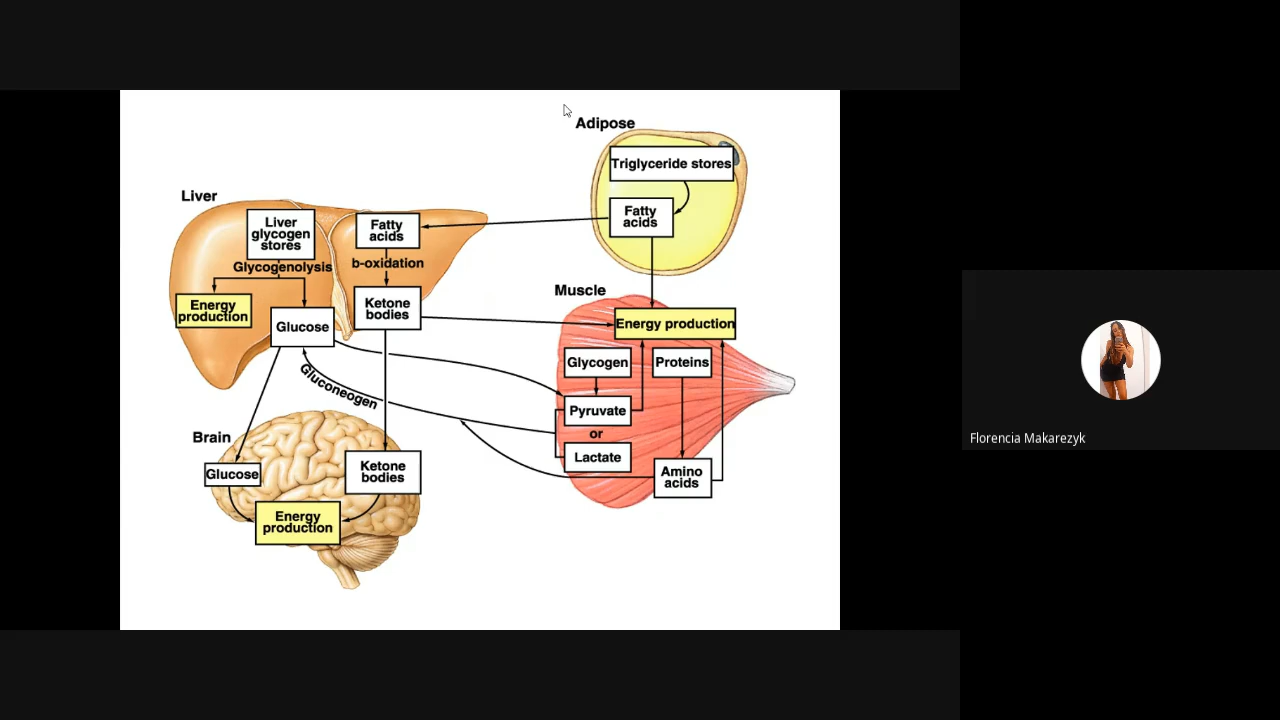 Adipose
Triglyceride stores
Fatty
acids
Liver
Liver
glycogen
stores
Glycogenolysis
Energy
production
Glucose
Fatty
acids
b-oxidation
Ketone
bodies
Muscle
Energy production
Glycogen
Proteins
Pyruvate
or
Lactate
Amino
acids
Gluconeogen
Brain
Glucose
Ketone
bodies
Energy
production
Florencia Makarezyk